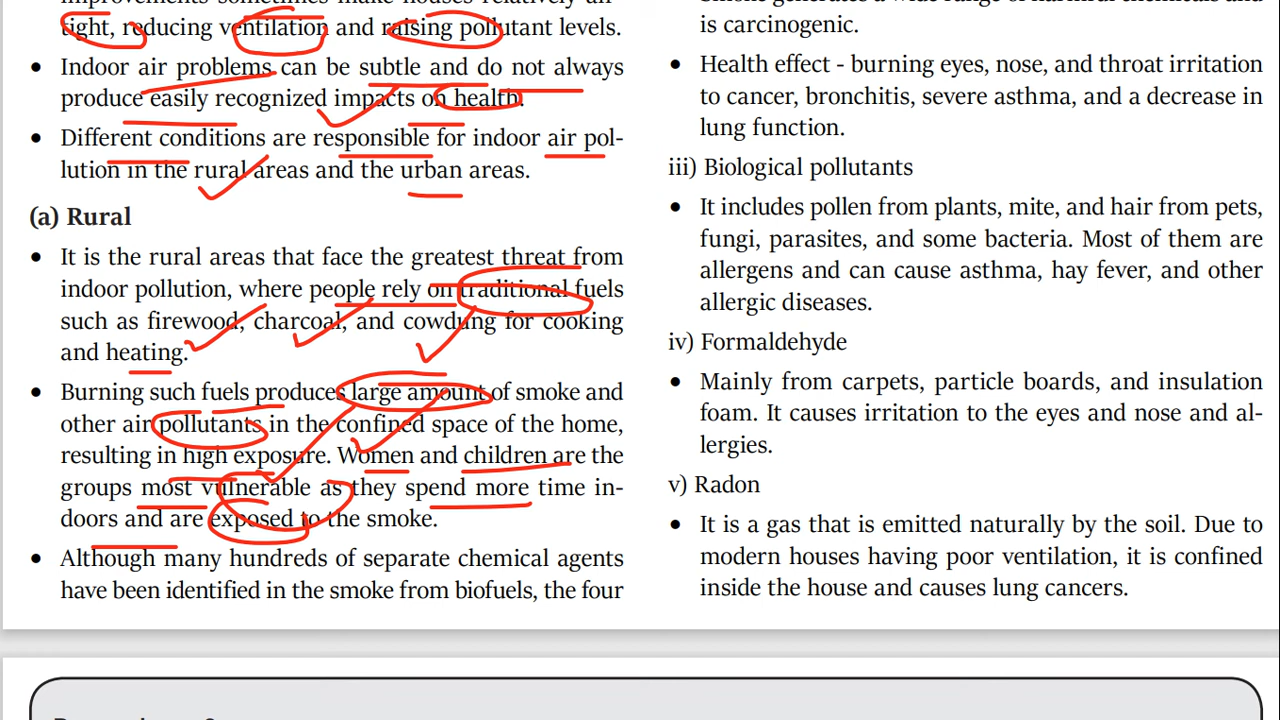 tight, reducing ventilation and raising pollutant levels.
• Indoor air problems can be subtle and do not always
produce easily recognized impacts on health.
• Different conditions are responsible for indoor air pol-
lution in the rural areas and the urban areas.
(a) Rural
• It is the rural areas that face the greatest threat from
indoor pollution, where people rely on traditional fuels
such as firewood, charcoal, and cowdung for cooking
and heating.
• Burning such fuels produces large amount of smoke and
other air pollutants in the confined space of the home,
resulting in high exposure. Women and children are the
groups most vulnerable as they spend more time in-
doors and are exposed to the smoke.
• Although many hundreds of separate chemical agents
have been identified in the smoke from biofuels, the four
is carcinogenic.
• Health effect - burning eyes, nose, and throat irritation
to cancer, bronchitis, severe asthma, and a decrease in
lung function.
iii) Biological pollutants
• It includes pollen from plants, mite, and hair from pets,
fungi, parasites, and some bacteria. Most of them are
allergens and can cause asthma, hay fever, and other
allergic diseases.
iv) Formaldehyde
• Mainly from carpets, particle boards, and insulation
foam. It causes irritation to the eyes and nose and al-
lergies.
v) Radon
• It is a gas that is emitted naturally by the soil. Due to
modern houses having poor ventilation, it is confined
inside the house and causes lung cancers.